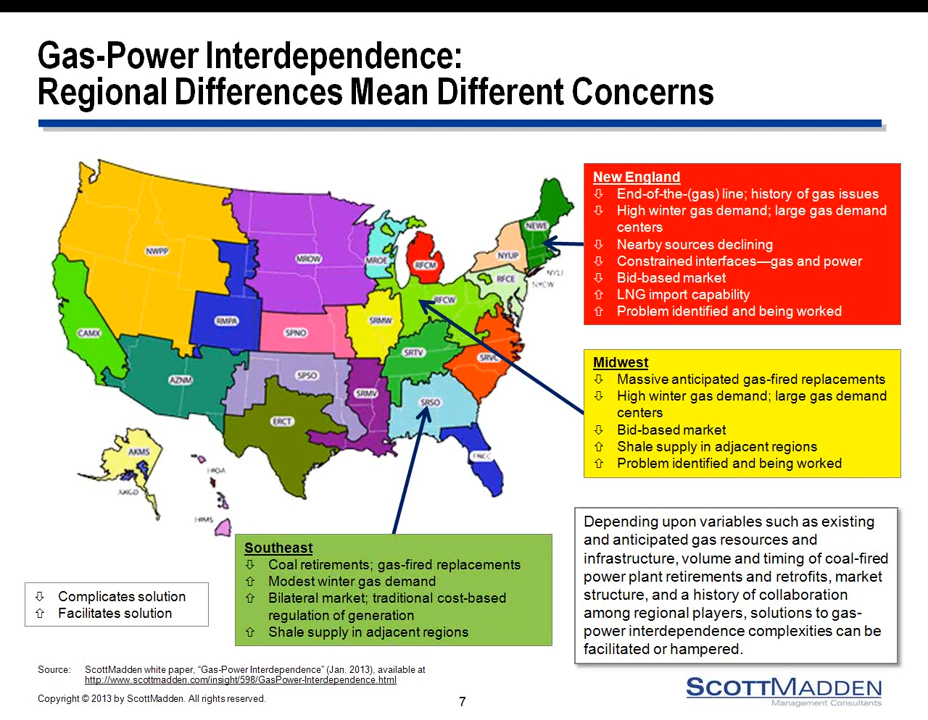 Gas-Power Interdependence:
Regional Differences Mean Different Concerns
New England
⇩ End-of-the-(gas) line; history of gas issues
⇩ High winter gas demand; large gas demand
centers
⇩ Nearby sources declining
⇩ Constrained interfaces—gas and power
⇩ Bid-based market
⇧ LNG import capability
⇧ Problem identified and being worked
NWPP
MROW
MROE
RFCM
NYUP
NEWE
NYLI
NYCW
RFCE
RFCW
CAMX
RMPA
SPNO
SRMW
SRTV
SRVC
AZNM
SPSO
SRMV
SRSO
ERCT
FRCC
AKMS
AKGD
HIOA
HIMS
Midwest
⇩ Massive anticipated gas-fired replacements
⇩ High winter gas demand; large gas demand
centers
⇩ Bid-based market
⇧ Shale supply in adjacent regions
⇧ Problem identified and being worked
Southeast
⇩ Coal retirements; gas-fired replacements
⇧ Modest winter gas demand
⇧ Bilateral market; traditional cost-based
regulation of generation
⇧ Shale supply in adjacent regions
Depending upon variables such as existing
and anticipated gas resources and
infrastructure, volume and timing of coal-fired
power plant retirements and retrofits, market
structure, and a history of collaboration
among regional players, solutions to gas-
power interdependence complexities can be
facilitated or hampered.
⇩ Complicates solution
⇧ Facilitates solution
Source: ScottMadden white paper, “Gas-Power Interdependence” (Jan. 2013), available at
http://www.scottmadden.com/insight/598/GasPower-Interdependence.html
Copyright © 2013 by ScottMadden. All rights reserved.
7
SCOTTMADDEN
Management Consultants